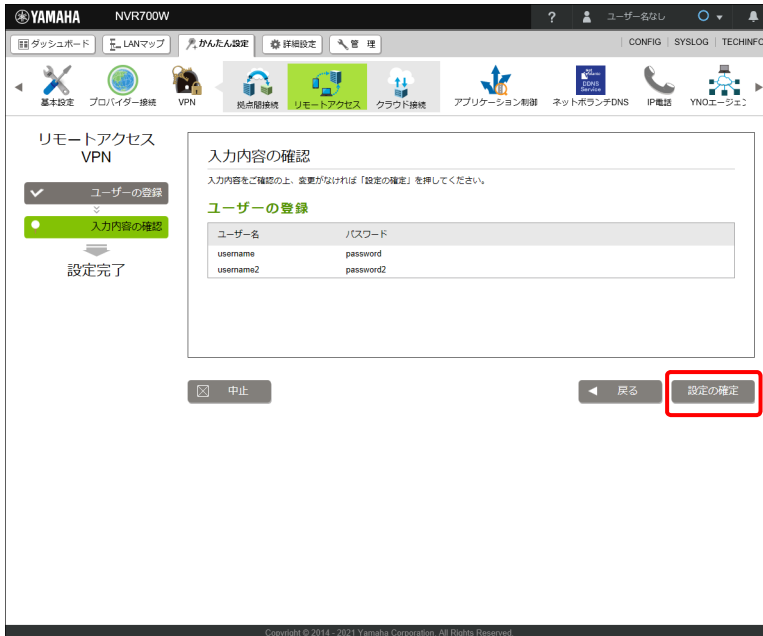 YAMAHA NVR700W ? ユーザー名なし
ダッシュボード LANマップ かんたん設定 詳細設定 管 理 CONFIG SYSLOG TECHINFO
基本設定 プロバイダー接続 VPN 拠点間接続 リモートアクセス クラウド接続 アプリケーション制御 ネットボランチDNS IP電話 YNOエージェン
DDNS
Service
リモートアクセス
VPN
ユーザーの登録
入力内容の確認
設定完了
入力内容の確認
入力内容をご確認の上、変更がなければ「設定の確定」を押してください。
ユーザーの登録
ユーザー名 パスワード
username password
username2 password2
中止 戻る 設定の確定
Copyright © 2014 - 2021 Yamaha Corporation. All Rights Reserved.